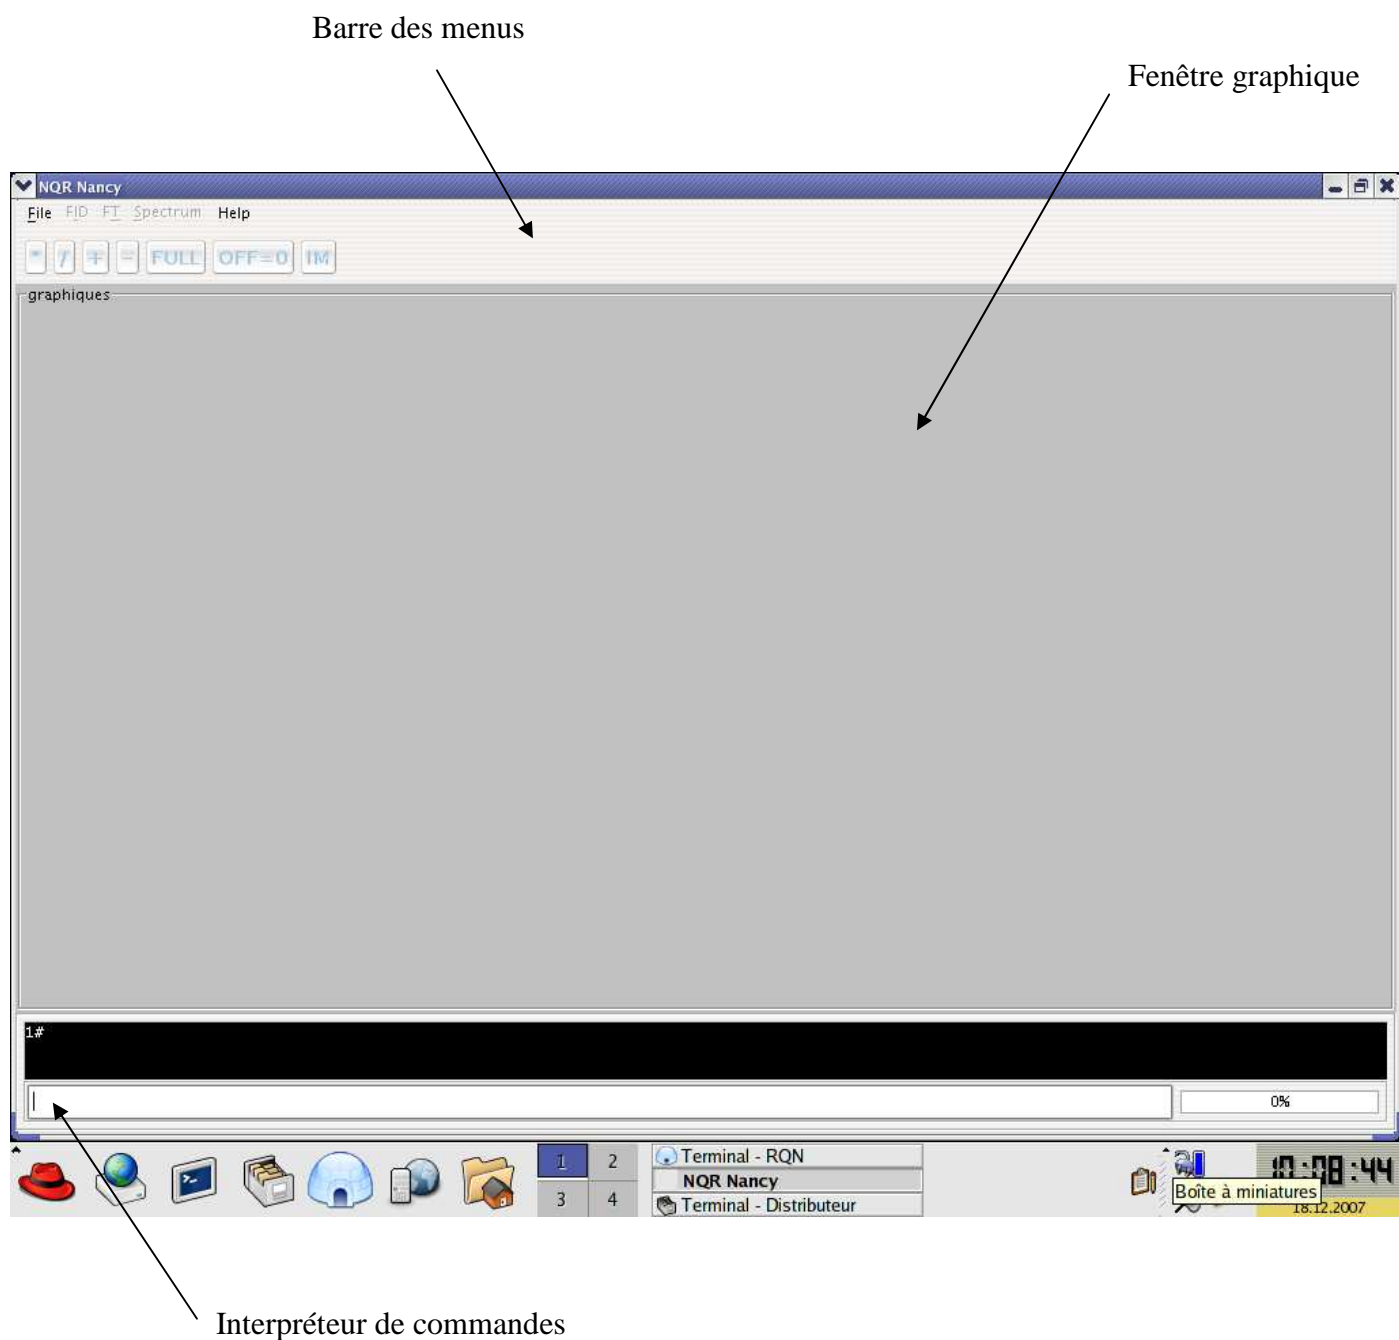 Barre des menus
Fenêtre graphique
NQR Nancy
File FID FT Spectrum Help
* / + - FULL OFF=0 IM
graphiques
1#
0%
1 2
3 4
Terminal - RQN
NQR Nancy
Terminal - Distributeur
10:08:44
Boîte à miniatures
18.12.2007
Interpréteur de commandes